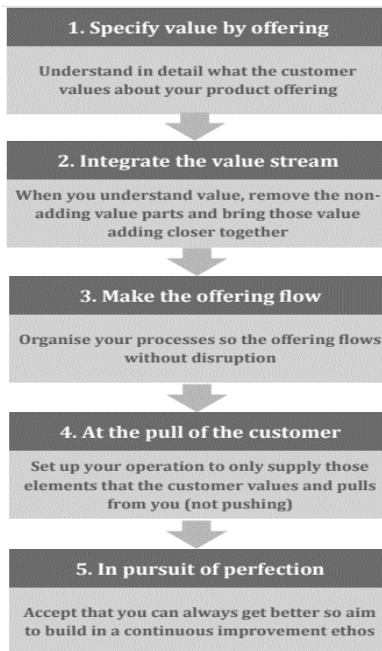 1. Specify value by offering
Understand in detail what the customer
values about your product offering
2. Integrate the value stream
When you understand value, remove the non-
adding value parts and bring those value
adding closer together
3. Make the offering flow
Organise your processes so the offering flows
without disruption
4. At the pull of the customer
Set up your operation to only supply those
elements that the customer values and pulls
from you (not pushing)
5. In pursuit of perfection
Accept that you can always get better so aim
to build in a continuous improvement ethos